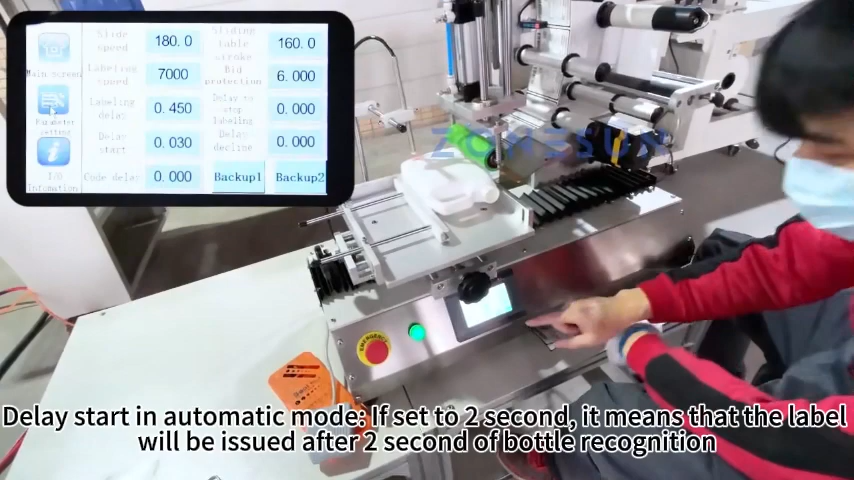 Slide speed 180.0 Sliding table stroke 160.0
Main screen
Labeling speed 7000 Bid protection 6.000
Labeling delay 0.450 Delay to stop labeling 0.000
Parameter setting
Delay start 0.030 Delay decline 0.000
I/O Infomation
Code delay 0.000 Backup1 Backup2
ZONESUN
EMERGENCY
Delay start in automatic mode: If set to 2 second, it means that the label
will be issued after 2 second of bottle recognition